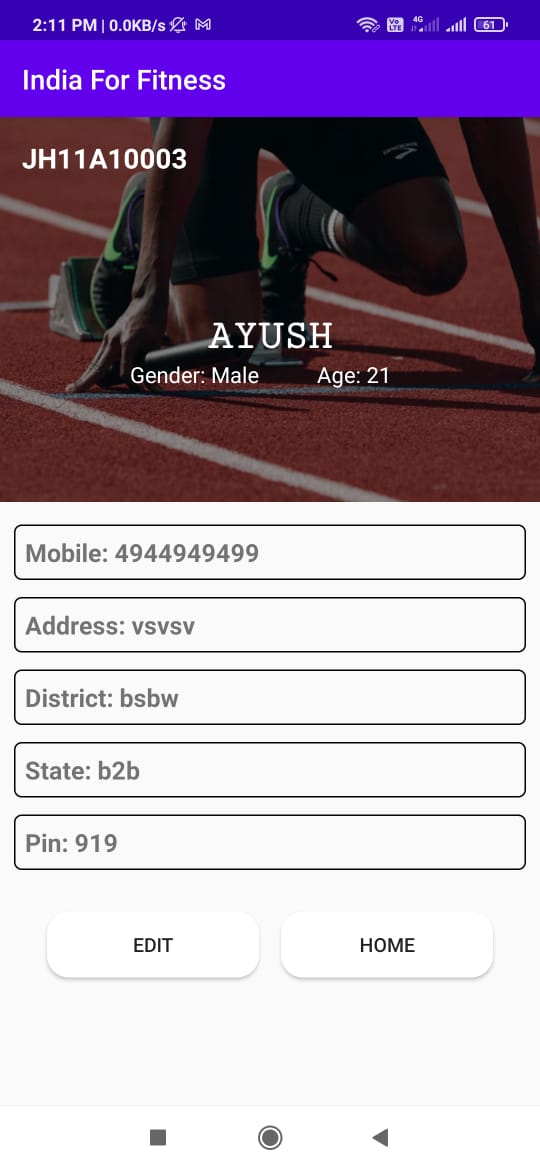 2:11 PM | 0.0KB/s
Vo LTE 4G 61
India For Fitness
JH11A10003
AYUSH
Gender: Male Age: 21
Mobile: 4944949499
Address: vsvsv
District: bsbw
State: b2b
Pin: 919
EDIT HOME